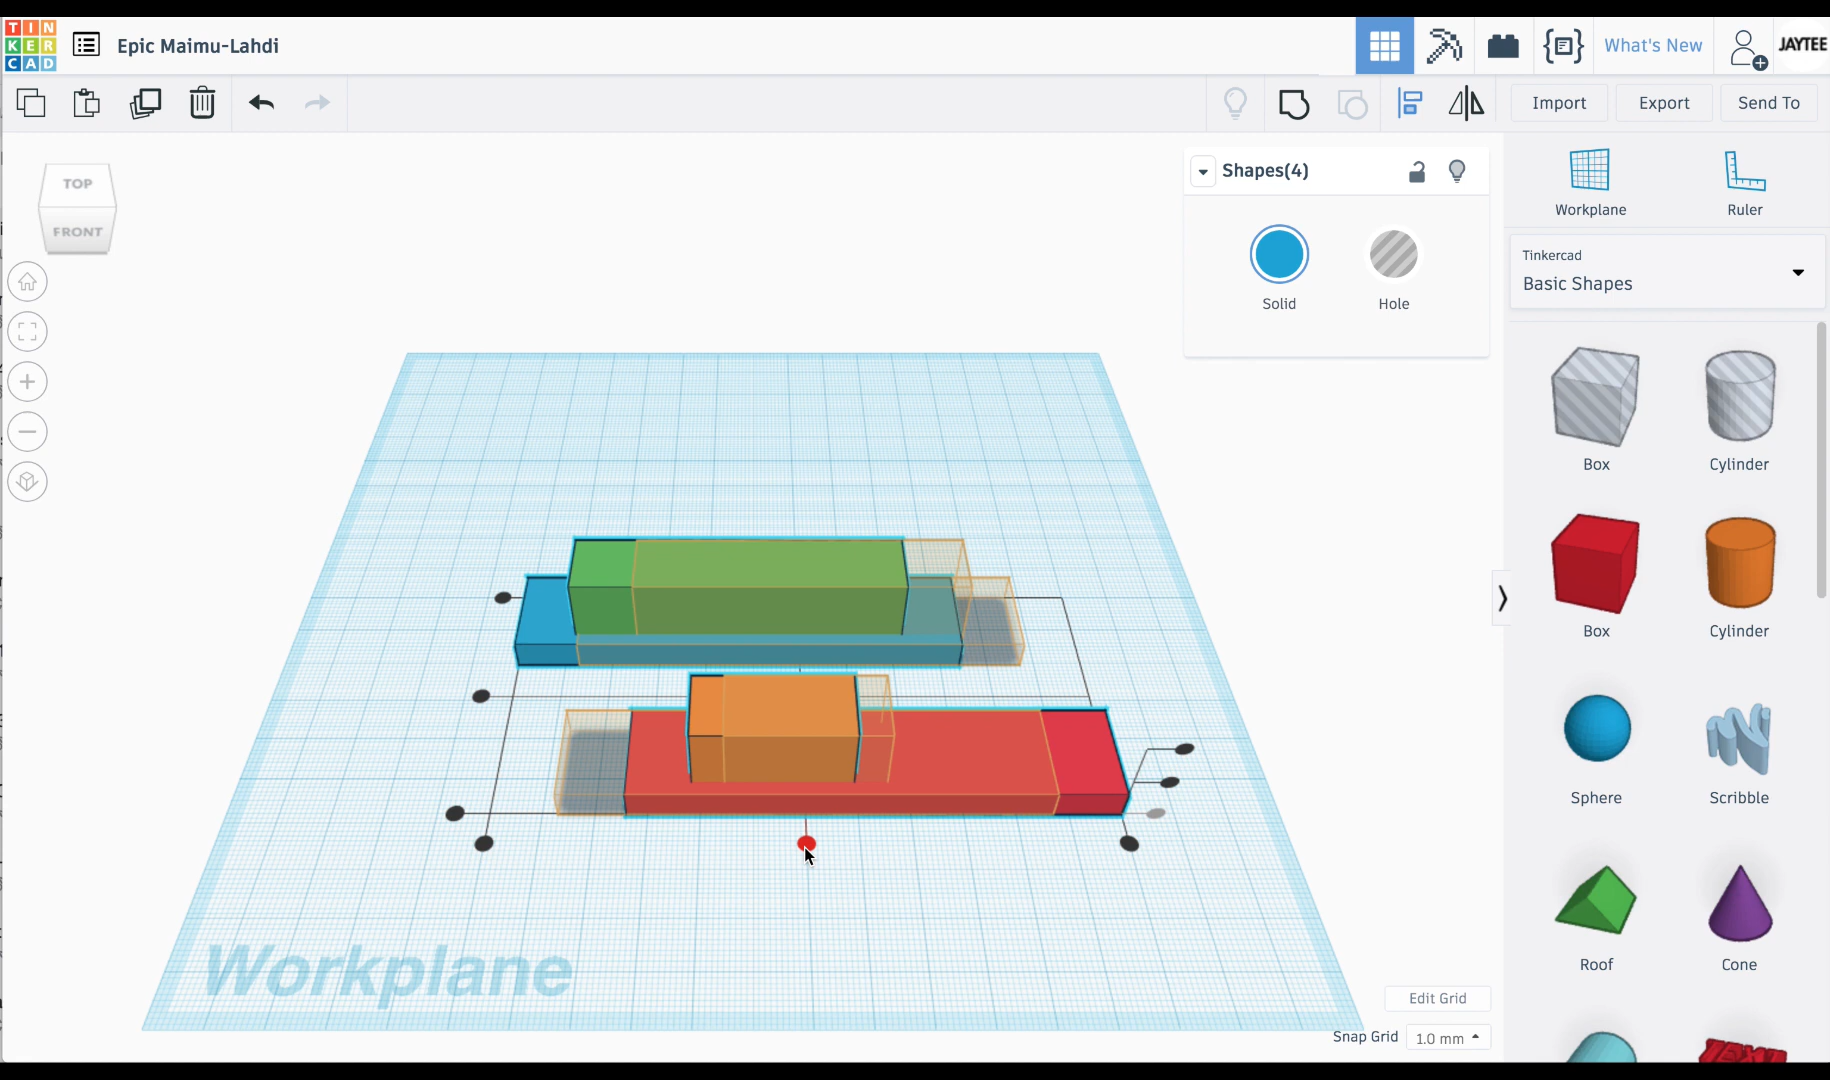 TIN
KER
CAD
Epic Maimu-Lahdi
What's New
JAYTEE
Import
Export
Send To
TOP
FRONT
Shapes(4)
Solid
Hole
Workplane
Ruler
Tinkercad
Basic Shapes
Box
Cylinder
Box
Cylinder
Sphere
Scribble
Roof
Cone
Workplane
Edit Grid
Snap Grid
1.0 mm
TEXT